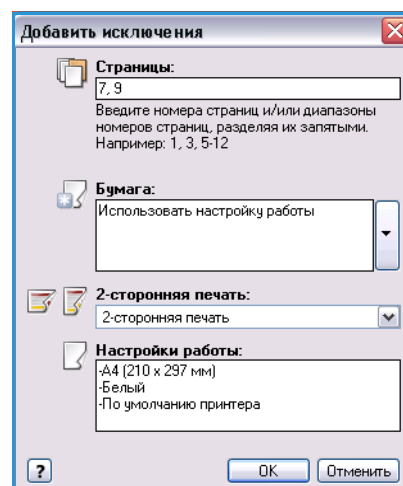 Добавить исключения
Страницы:
7, 9
Введите номера страниц и/или диапазоны
номеров страниц, разделяя их запятыми.
Например: 1, 3, 5-12
Бумага:
Использовать настройку работы
2-сторонняя печать:
2-сторонняя печать
Настройки работы:
-A4 (210 x 297 мм)
-Белый
-По умолчанию принтера
?
OK
Отменить